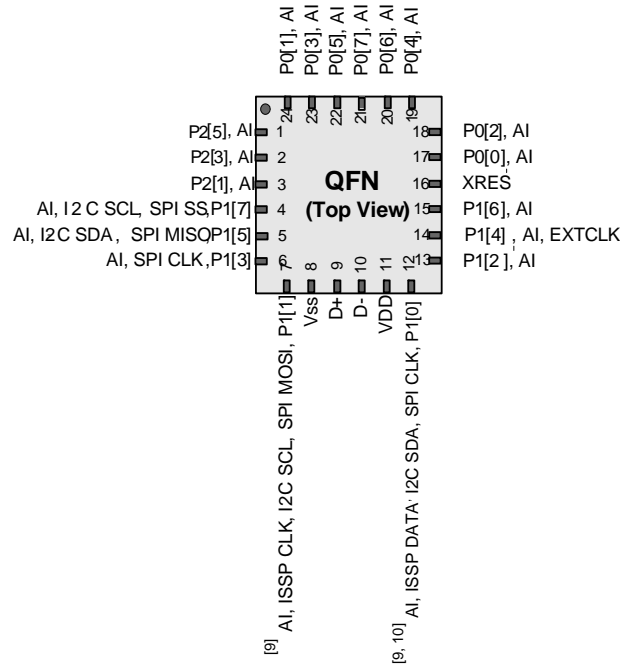 P0[1], AI
P0[3], AI
P0[5], AI
P0[7], AI
P0[6], AI
P0[4], AI
24
23
22
21
20
19
P2[5], AI
1
18
P0[2], AI
P2[3], AI
2
17
P0[0], AI
P2[1], AI
3
QFN
16
XRES
AI, I2 C SCL, SPI SS,P1[7]
4
(Top View)
15
P1[6], AI
AI, I2C SDA, SPI MISO,P1[5]
5
14
P1[4] , AI, EXTCLK
AI, SPI CLK,P1[3]
6
13
P1[2 ], AI
7
8
9
10
11
12
[9] AI, ISSP CLK, I2C SCL, SPI MOSI, P1[1]
Vss
D+
D-
VDD
[9, 10] AI, ISSP DATA, I2C SDA, SPI CLK, P1[0]